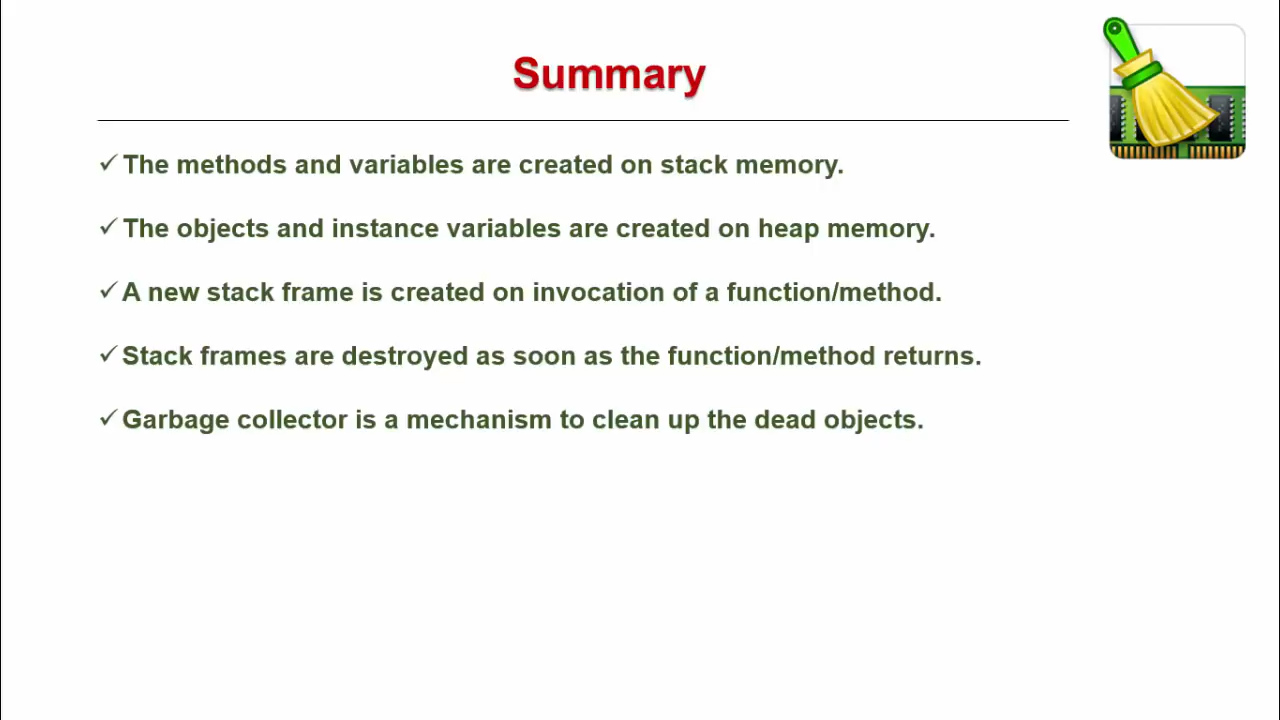 Summary
✓ The methods and variables are created on stack memory.
✓ The objects and instance variables are created on heap memory.
✓ A new stack frame is created on invocation of a function/method.
✓ Stack frames are destroyed as soon as the function/method returns.
✓ Garbage collector is a mechanism to clean up the dead objects.